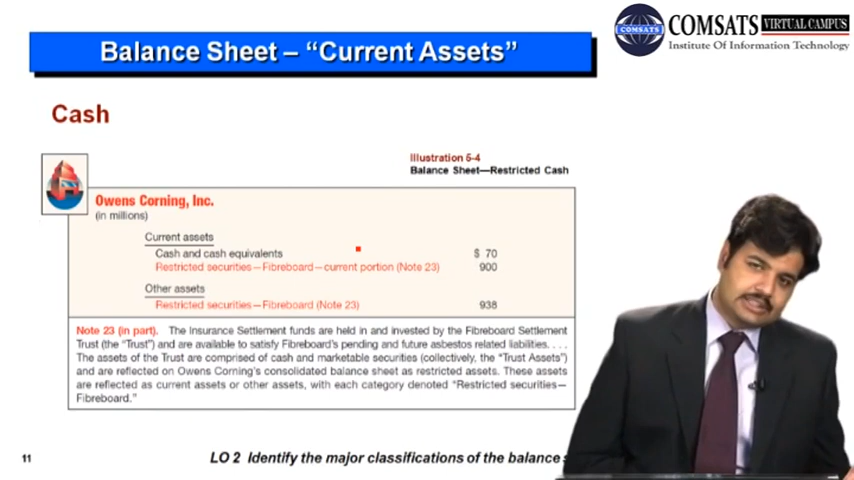 COMSATS VIRTUAL CAMPUS
COMSATS
Institute Of Information Technology
Balance Sheet – “Current Assets”
Cash
Illustration 5-4
Balance Sheet—Restricted Cash
Owens Corning, Inc.
(in millions)
Current assets
Cash and cash equivalents $ 70
Restricted securities—Fibreboard—current portion (Note 23) 900
Other assets
Restricted securities—Fibreboard (Note 23) 938
Note 23 (in part). The Insurance Settlement funds are held in and invested by the Fibreboard Settlement
Trust (the “Trust”) and are available to satisfy Fibreboard's pending and future asbestos related liabilities. . . .
The assets of the Trust are comprised of cash and marketable securities (collectively, the “Trust Assets”)
and are reflected on Owens Corning's consolidated balance sheet as restricted assets. These assets
are reflected as current assets or other assets, with each category denoted “Restricted securities—
Fibreboard.”
11
LO 2 Identify the major classifications of the balance